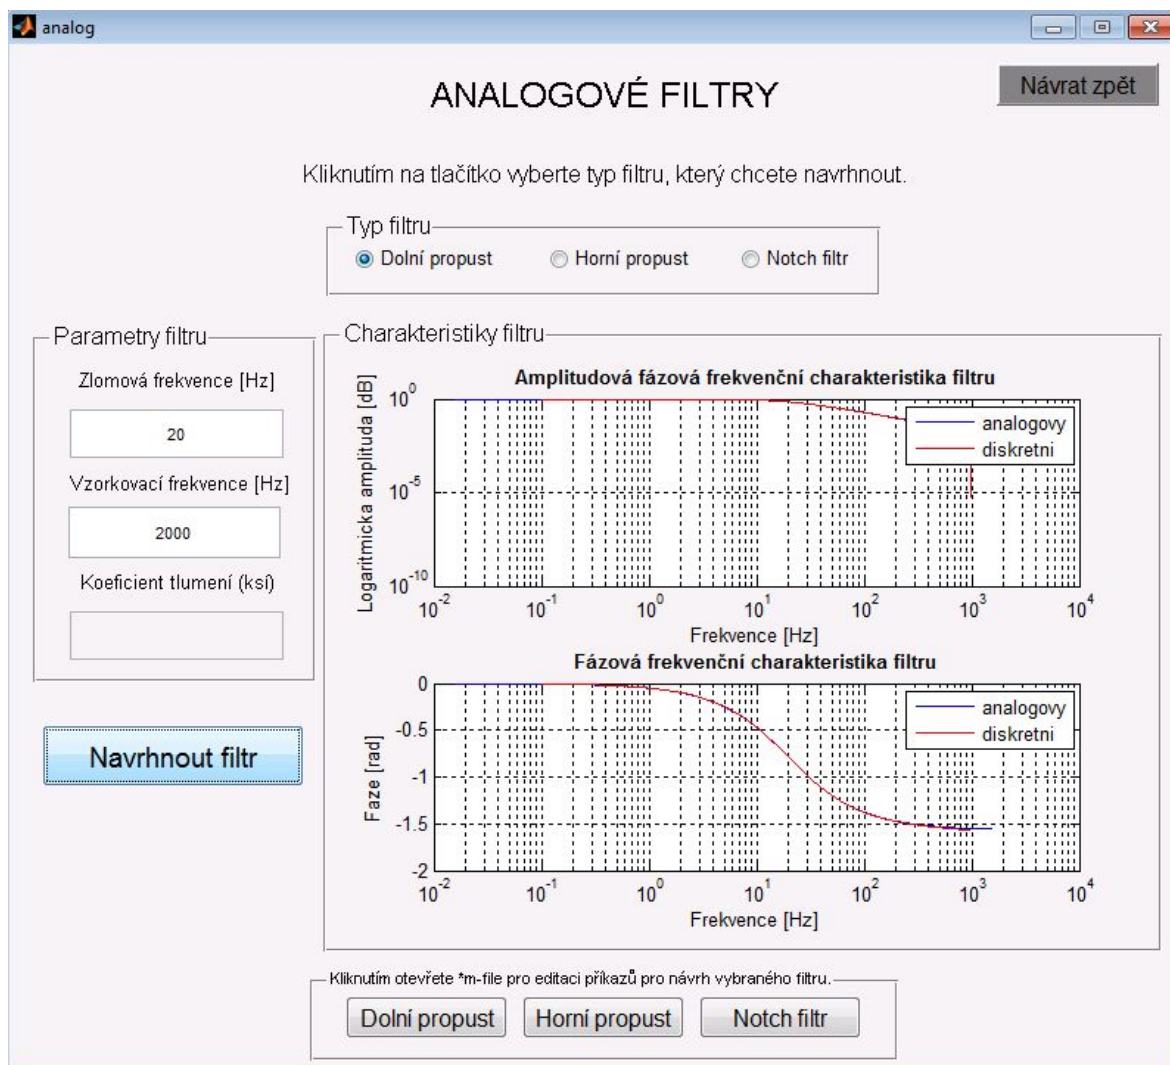 analog
ANALOGOVÉ FILTRY
Návrat zpět
Kliknutím na tlačítko vyberte typ filtru, který chcete navrhnout.
Typ filtru
Dolní propust Horní propust Notch filtr
Parametry filtru
Zlomová frekvence [Hz]
20
Vzorkovací frekvence [Hz]
2000
Koeficient tlumení (ksí)
Navrhnout filtr
Charakteristiky filtru
Amplitudová fázová frekvenční charakteristika filtru
Logaritmicka amplituda [dB]
10^0
10^-5
10^-10
analogovy
diskretni
10^-2 10^-1 10^0 10^1 10^2 10^3 10^4
Frekvence [Hz]
Fázová frekvenční charakteristika filtru
Faze [rad]
0
-0.5
-1
-1.5
-2
analogovy
diskretni
10^-2 10^-1 10^0 10^1 10^2 10^3 10^4
Frekvence [Hz]
Kliknutím otevřete *m-file pro editaci příkazů pro návrh vybraného filtru.
Dolní propust Horní propust Notch filtr